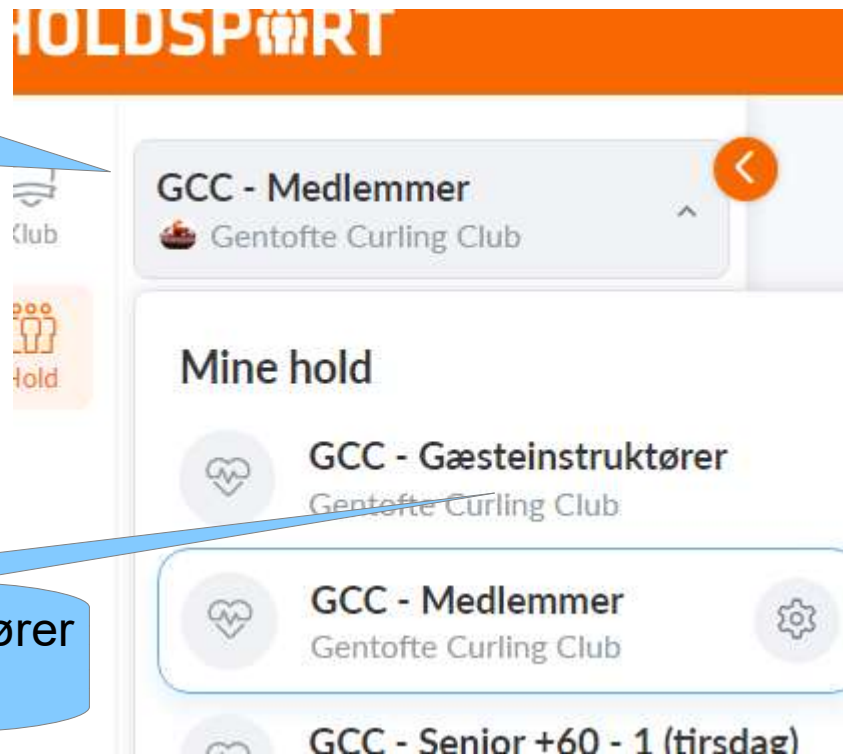 HOLDSPORT
GCC - Medlemmer
Gentofte Curling Club
Klub
Hold
Mine hold
GCC - Gæsteinstruktører
Gentofte Curling Club
GCC - Medlemmer
Gentofte Curling Club
ører
GCC - Senior +60 - 1 (tirsdag)